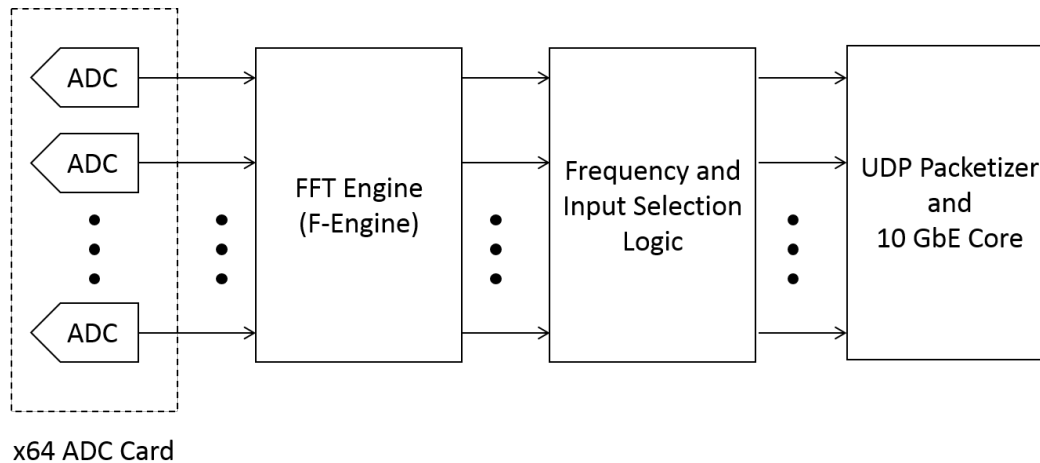 ADC
ADC
ADC
x64 ADC Card
FFT Engine
(F-Engine)
Frequency and
Input Selection
Logic
UDP Packetizer
and
10 GbE Core